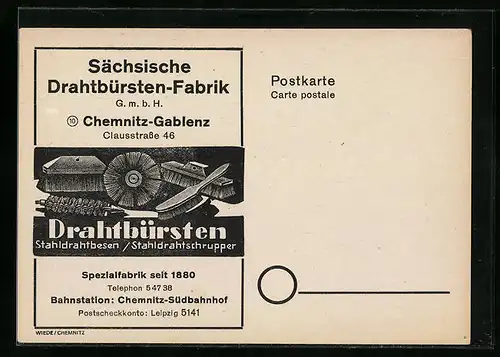 Sächsische
Drahtbürsten-Fabrik
G. m. b. H.
⑩ Chemnitz-Gablenz
Clausstraße 46
Drahtbürsten
Stahldrahtbesen / Stahldrahtschrupper
Spezialfabrik seit 1880
Telephon 54738
Bahnstation: Chemnitz-Südbahnhof
Postscheckkonto: Leipzig 5141
WIEDE/CHEMNITZ
Postkarte
Carte postale